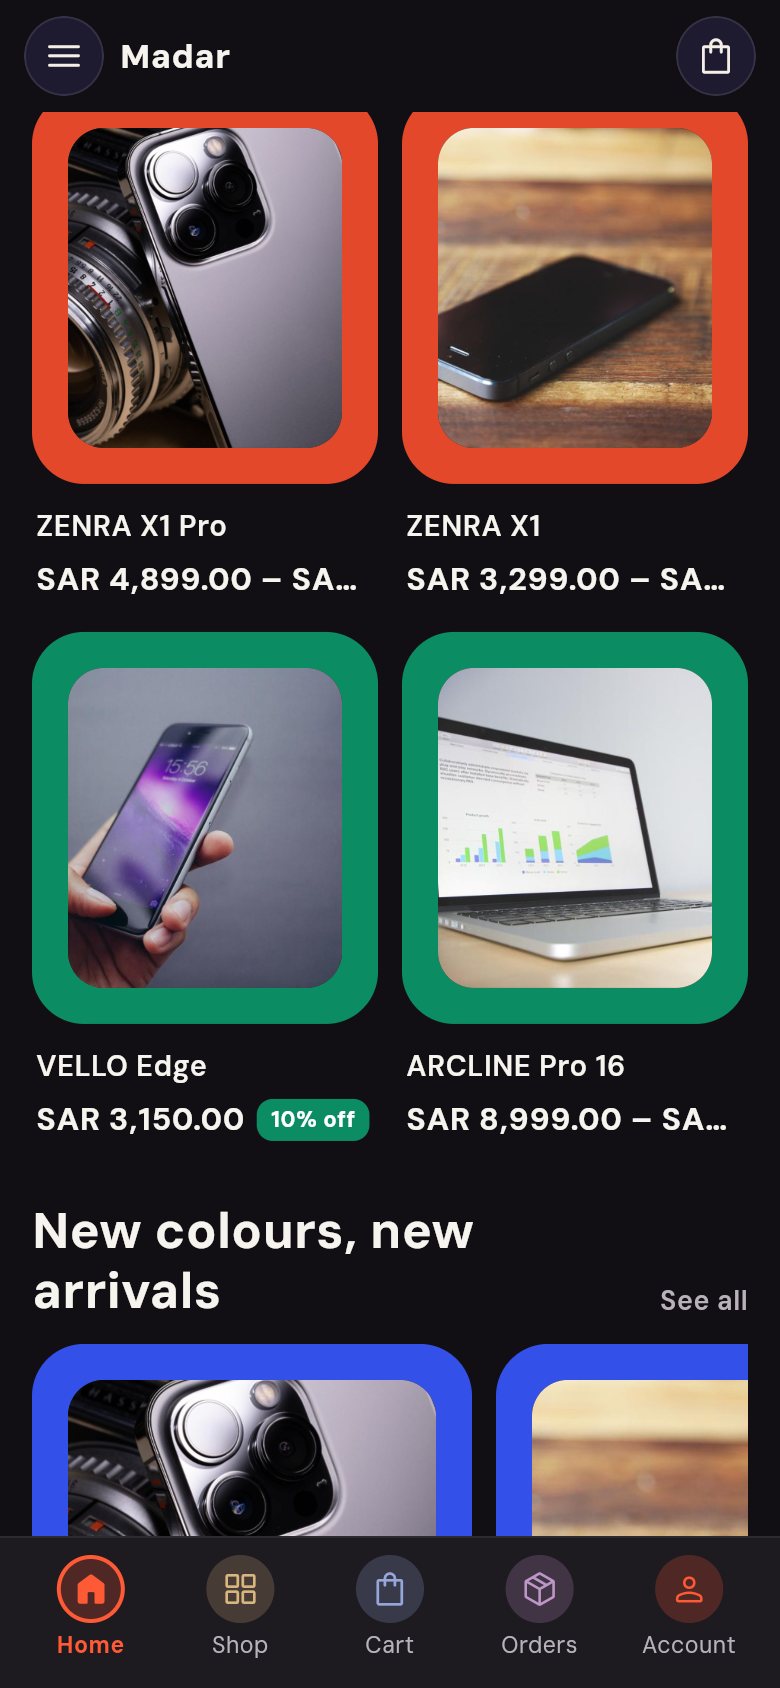 Madar
ZENRA X1 Pro
ZENRA X1
SAR 4,899.00 – SA...
SAR 3,299.00 – SA...
15:56
VELLO Edge
ARCLINE Pro 16
SAR 3,150.00
10% off
SAR 8,999.00 – SA...
New colours, new
arrivals
See all
Home
Shop
Cart
Orders
Account